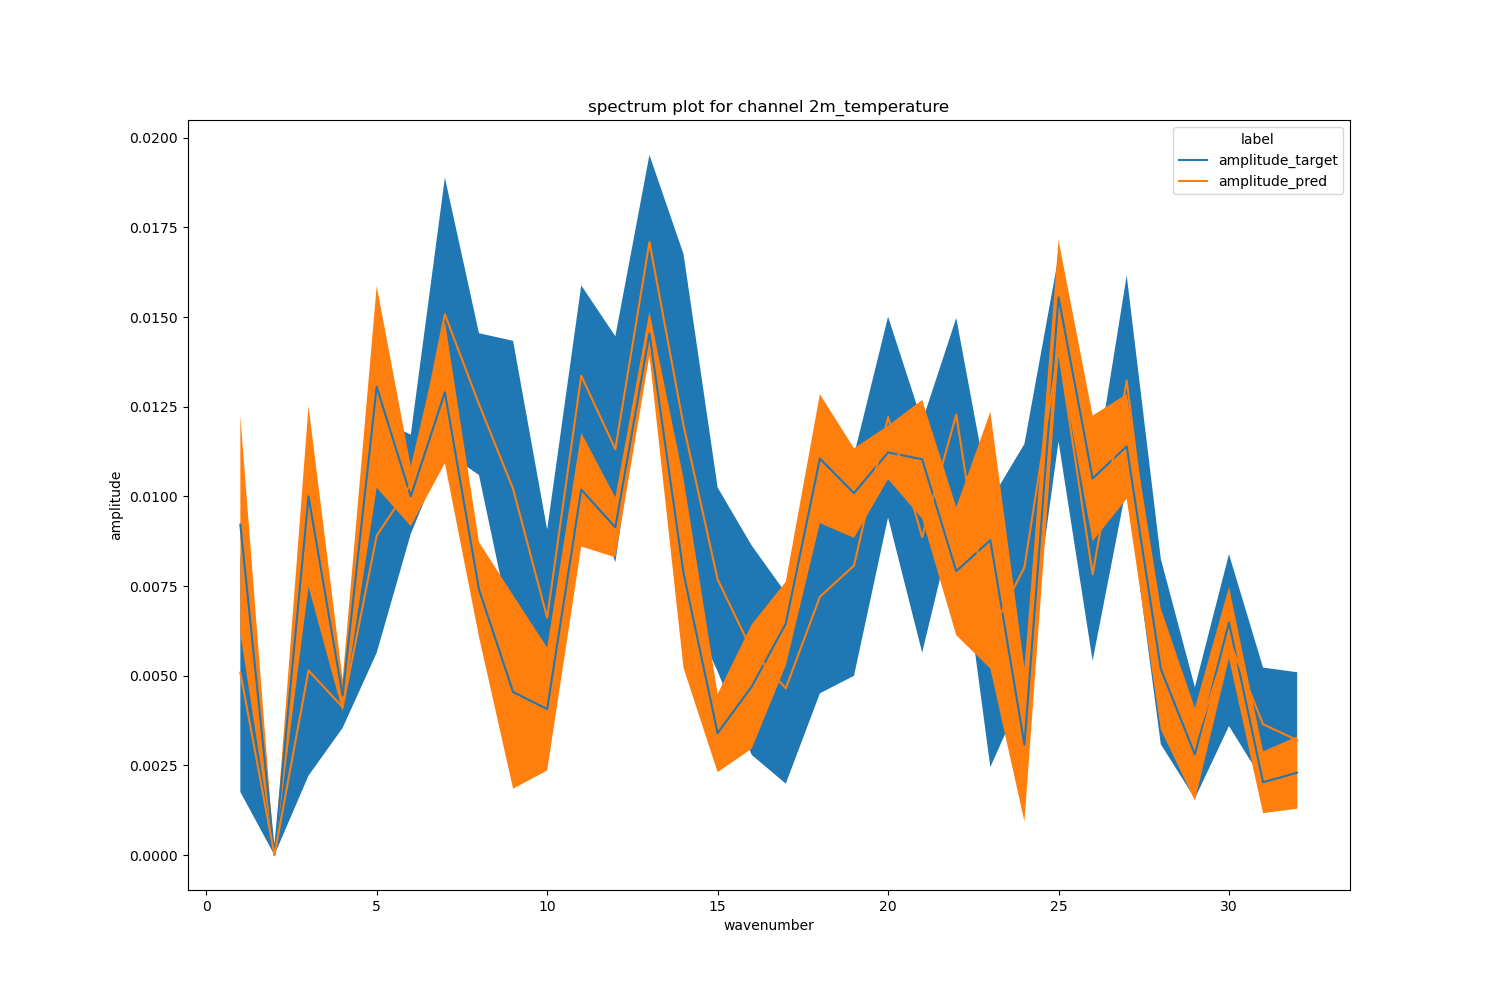 spectrum plot for channel 2m_temperature
label
amplitude_target
amplitude_pred
amplitude
0.0200
0.0175
0.0150
0.0125
0.0100
0.0075
0.0050
0.0025
0.0000
0 5 10 15 20 25 30
wavenumber